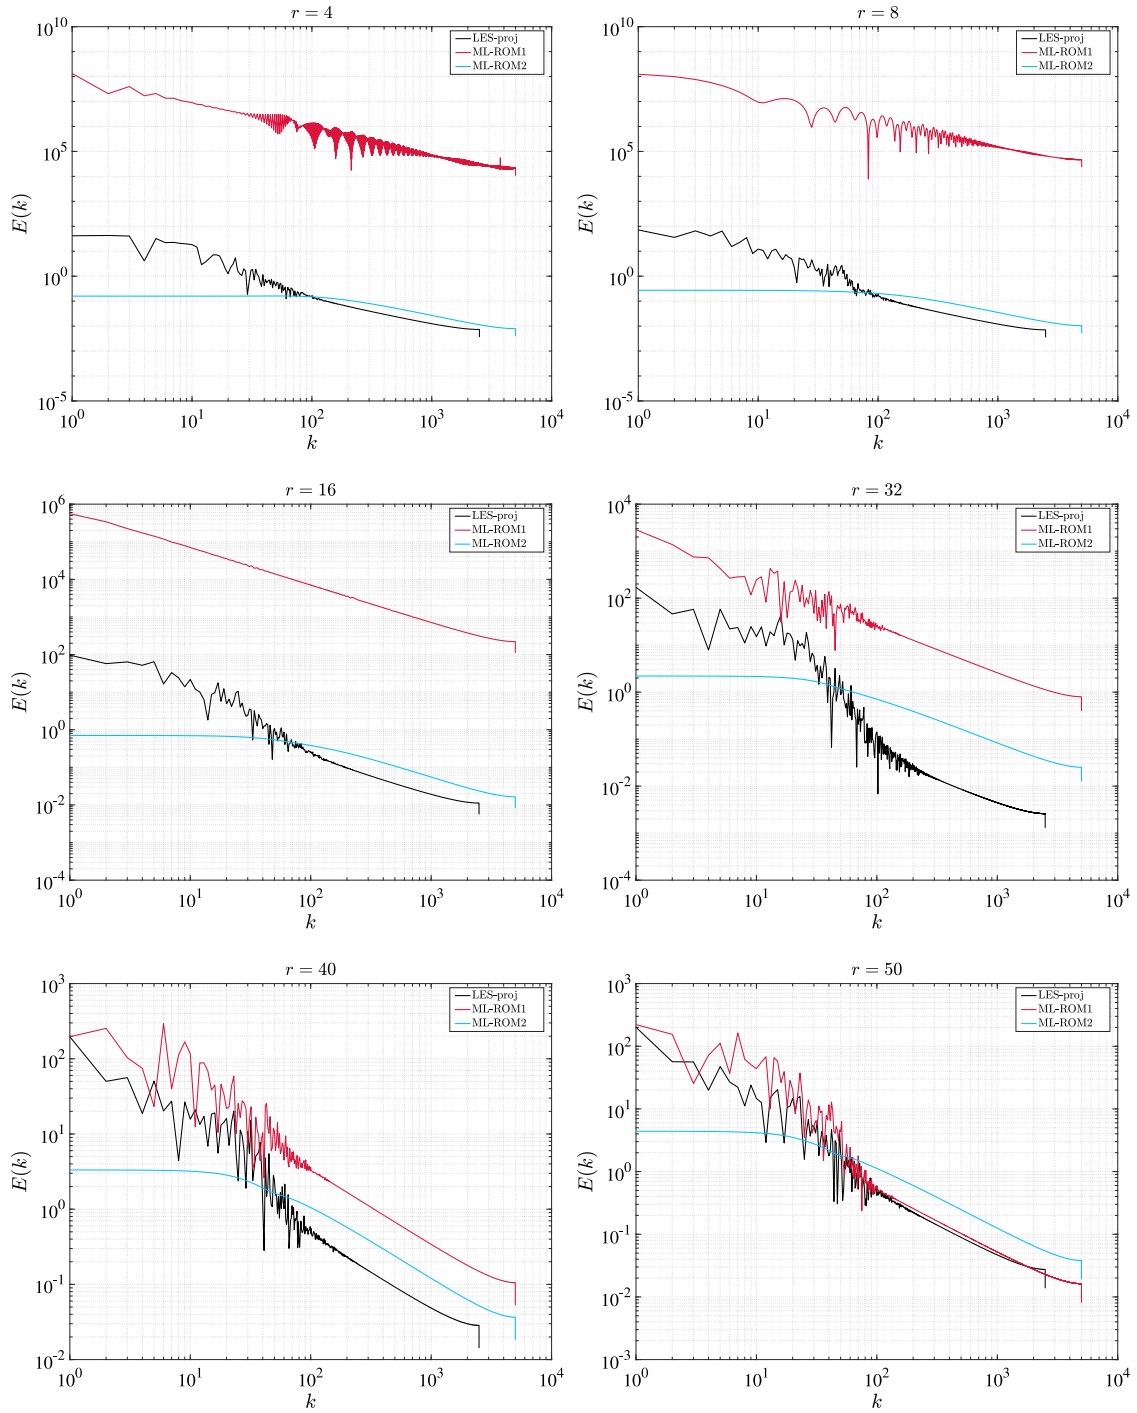 r = 4
10^10
10^5
10^0
10^-5
E(k)
LES-proj
ML-ROM1
ML-ROM2
10^0
10^1
10^2
10^3
10^4
k
r = 8
10^10
10^5
10^0
10^-5
E(k)
LES-proj
ML-ROM1
ML-ROM2
10^0
10^1
10^2
10^3
10^4
k
r = 16
10^6
10^4
10^2
10^0
10^-2
10^-4
E(k)
LES-proj
ML-ROM1
ML-ROM2
10^0
10^1
10^2
10^3
10^4
k
r = 32
10^4
10^2
10^0
10^-2
10^-4
E(k)
LES-proj
ML-ROM1
ML-ROM2
10^0
10^1
10^2
10^3
10^4
k
r = 40
10^3
10^2
10^1
10^0
10^-1
10^-2
E(k)
LES-proj
ML-ROM1
ML-ROM2
10^0
10^1
10^2
10^3
10^4
k
r = 50
10^3
10^2
10^1
10^0
10^-1
10^-2
10^-3
E(k)
LES-proj
ML-ROM1
ML-ROM2
10^0
10^1
10^2
10^3
10^4
k